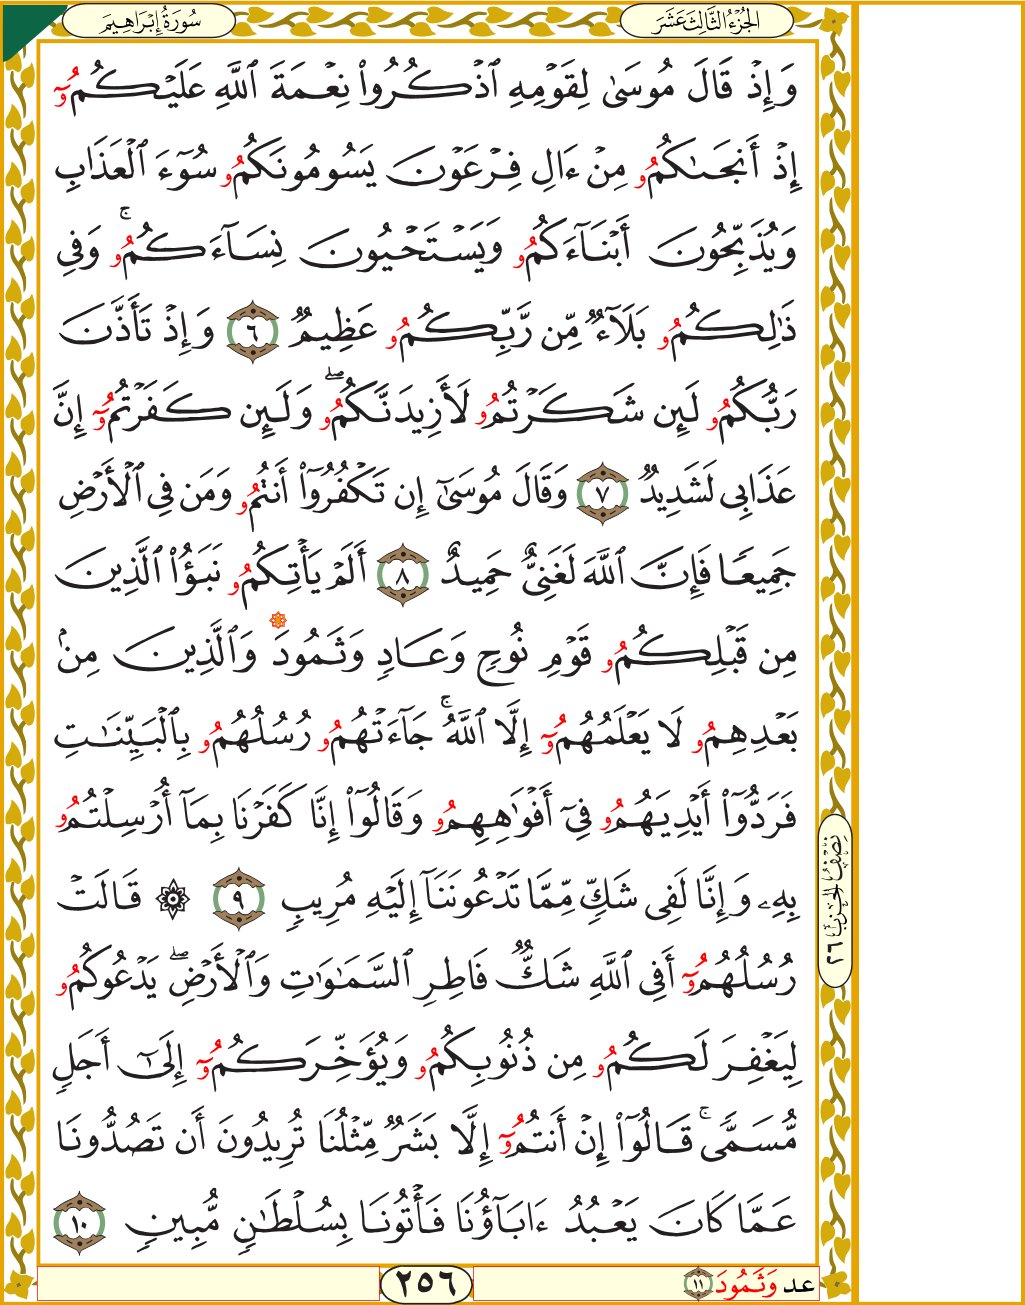 سُورَةُ إِبْرَاهِيمَ
الجُزْءُ الثَّالِثَ عَشَرَ
وَإِذْ قَالَ مُوسَىٰ لِقَوْمِهِ ٱذْكُرُوا۟ نِعْمَةَ ٱللَّهِ عَلَيْكُمُۥٓ
إِذْ أَنجَىٰكُمُۥ مِنْ ءَالِ فِرْعَوْنَ يَسُومُونَكُمُۥ سُوٓءَ ٱلْعَذَابِ
وَيُذَبِّحُونَ أَبْنَآءَكُمُۥ وَيَسْتَحْيُونَ نِسَآءَكُمُۥ ۚ وَفِى
ذَٰلِكُمُۥ بَلَآءٌ مِّن رَّبِّكُمُۥ عَظِيمٌ ٦ وَإِذْ تَأَذَّنَ
رَبُّكُمُۥ لَئِن شَكَرْتُمُۥ لَأَزِيدَنَّكُمُۥ ۖ وَلَئِن كَفَرْتُمُۥٓ إِنَّ
عَذَابِى لَشَدِيدٌ ٧ وَقَالَ مُوسَىٰٓ إِن تَكْفُرُوٓا۟ أَنتُمُۥ وَمَن فِى ٱلْأَرْضِ
جَمِيعًا فَإِنَّ ٱللَّهَ لَغَنِىٌّ حَمِيدٌ ٨ أَلَمْ يَأْتِكُمُۥ نَبَؤُا۟ ٱلَّذِينَ
مِن قَبْلِكُمُۥ قَوْمِ نُوحٍ وَعَادٍ وَثَمُودَ وَٱلَّذِينَ مِنۢ
بَعْدِهِمُۥ لَا يَعْلَمُهُمُۥٓ إِلَّا ٱللَّهُ ۚ جَآءَتْهُمُۥ رُسُلُهُمُۥ بِٱلْبَيِّنَٰتِ
فَرَدُّوٓا۟ أَيْدِيَهُمُۥ فِىٓ أَفْوَٰهِهِمُۥ وَقَالُوٓا۟ إِنَّا كَفَرْنَا بِمَآ أُرْسِلْتُمُۥ
بِهِۦ وَإِنَّا لَفِى شَكٍّ مِّمَّا تَدْعُونَنَآ إِلَيْهِ مُرِيبٍ ٩ ۞ قَالَتْ
رُسُلُهُمُۥٓ أَفِى ٱللَّهِ شَكٌّ فَاطِرِ ٱلسَّمَٰوَٰتِ وَٱلْأَرْضِ ۖ يَدْعُوكُمُۥ
لِيَغْفِرَ لَكُمُۥ مِن ذُنُوبِكُمُۥ وَيُؤَخِّرَكُمُۥٓ إِلَىٰٓ أَجَلٍ
مُّسَمًّى ۚ قَالُوٓا۟ إِنْ أَنتُمُۥٓ إِلَّا بَشَرٌ مِّثْلُنَا تُرِيدُونَ أَن تَصُدُّونَا
عَمَّا كَانَ يَعْبُدُ ءَابَآؤُنَا فَأْتُونَا بِسُلْطَٰنٍ مُّبِينٍ ١٠
نِصْفُ الحِزْبِ ٢٦
٢٥٦
عد وَثَمُودَ ١١